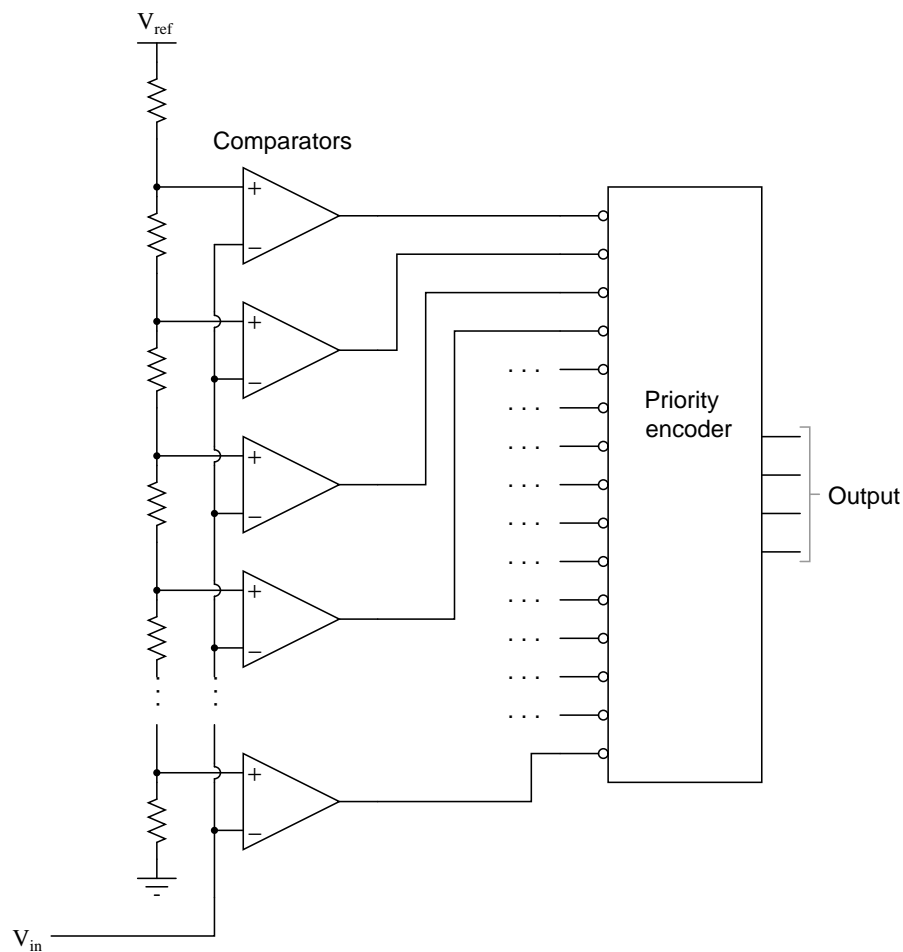 Vref
Comparators
+
−
+
−
+
−
+
−
. . .
. . .
. . .
. . .
. . .
. . .
. . .
. . .
. . .
. . .
. . .
. . .
+
−
Priority
encoder
Output
Vin